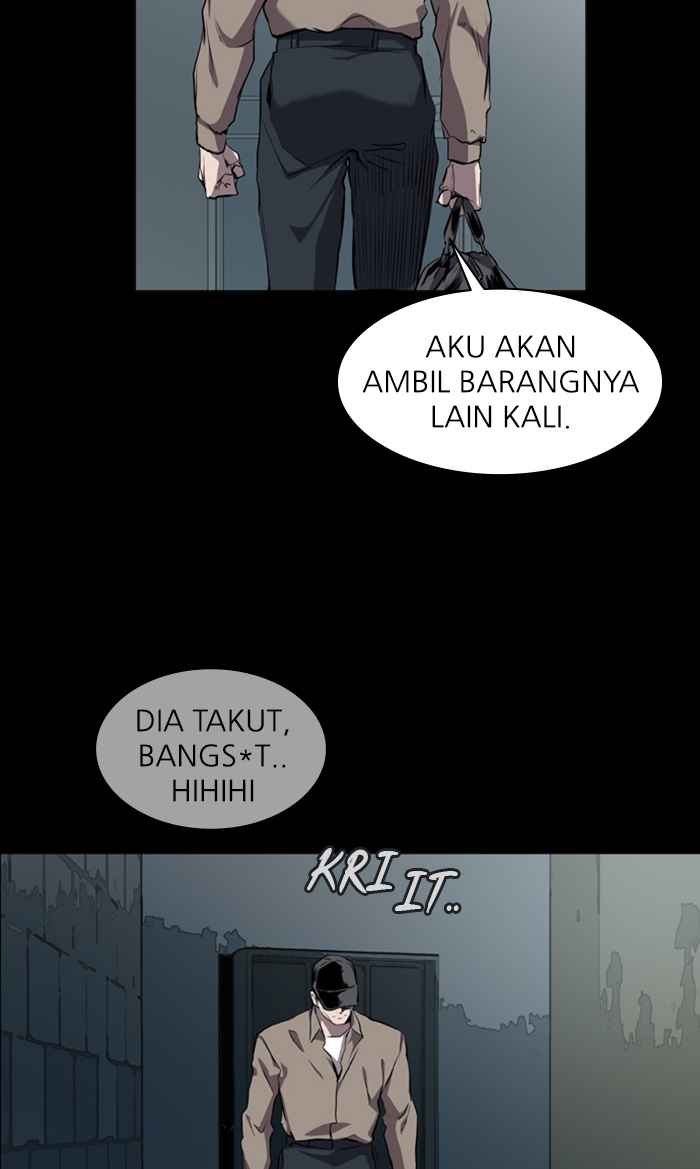 AKU AKAN
AMBIL BARANGNYA
LAIN KALI.
DIA TAKUT,
BANGS*T..
HIHIHI
KRI
IT..